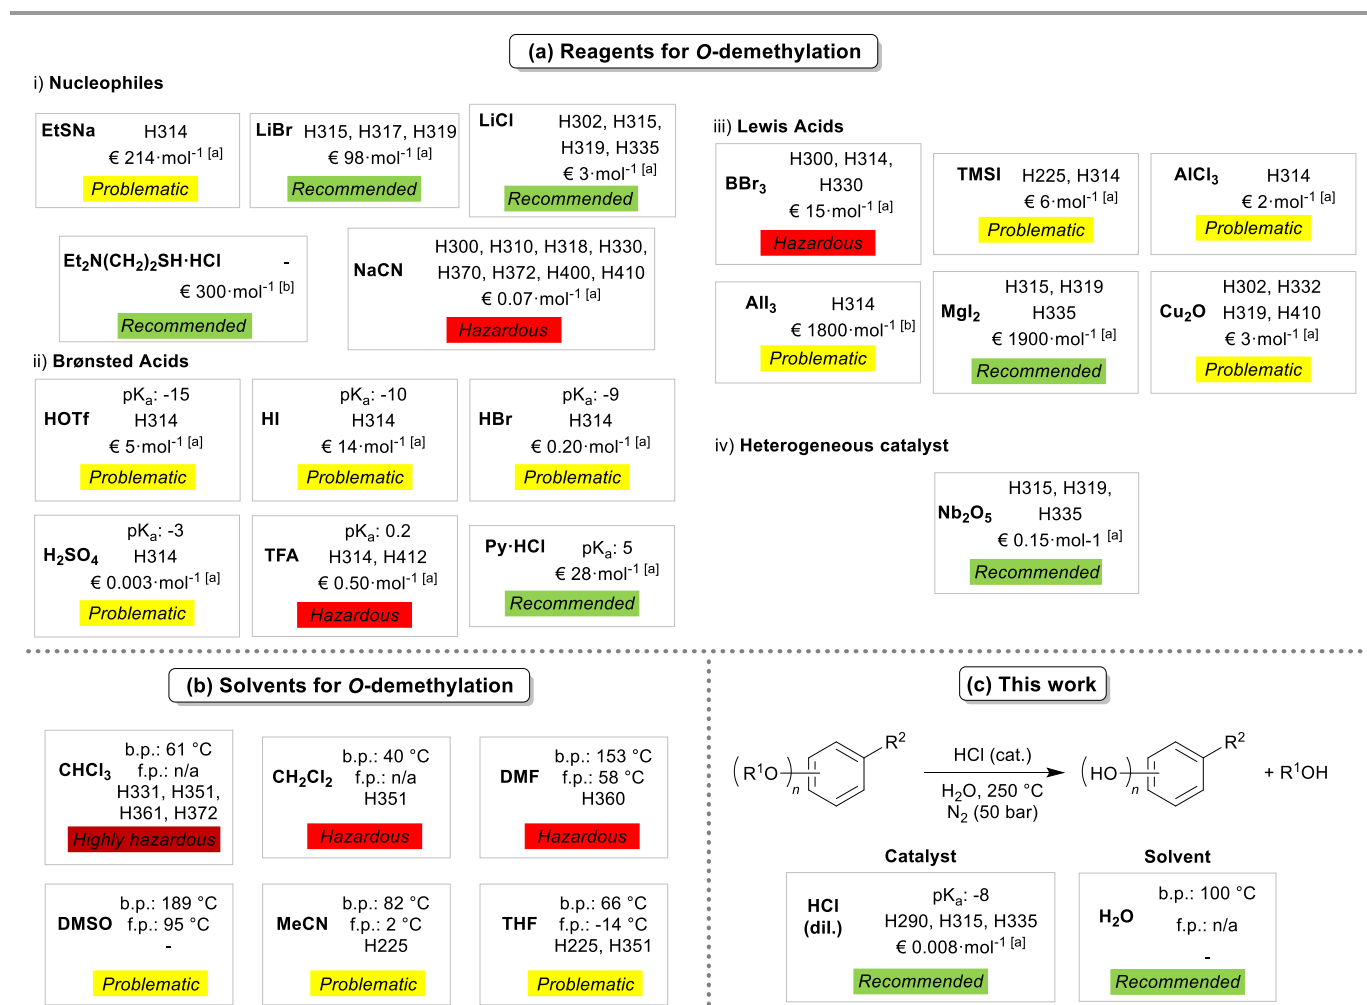 (a) Reagents for O-demethylation
i) Nucleophiles
EtSNa H314
€ 214·mol⁻¹ [a]
Problematic
LiBr H315, H317, H319
€ 98·mol⁻¹ [a]
Recommended
LiCl H302, H315,
H319, H335
€ 3·mol⁻¹ [a]
Recommended
Et₂N(CH₂)₂SH·HCl -
€ 300·mol⁻¹ [b]
Recommended
NaCN H300, H310, H318, H330,
H370, H372, H400, H410
€ 0.07·mol⁻¹ [a]
Hazardous
ii) Brønsted Acids
HOTf pKₐ: -15
H314
€ 5·mol⁻¹ [a]
Problematic
HI pKₐ: -10
H314
€ 14·mol⁻¹ [a]
Problematic
HBr pKₐ: -9
H314
€ 0.20·mol⁻¹ [a]
Problematic
H₂SO₄ pKₐ: -3
H314
€ 0.003·mol⁻¹ [a]
Problematic
TFA pKₐ: 0.2
H314, H412
€ 0.50·mol⁻¹ [a]
Hazardous
Py·HCl pKₐ: 5
€ 28·mol⁻¹ [a]
Recommended
iii) Lewis Acids
BBr₃ H300, H314,
H330
€ 15·mol⁻¹ [a]
Hazardous
TMSI H225, H314
€ 6·mol⁻¹ [a]
Problematic
AlCl₃ H314
€ 2·mol⁻¹ [a]
Problematic
AlI₃ H314
€ 1800·mol⁻¹ [b]
Problematic
MgI₂ H315, H319
H335
€ 1900·mol⁻¹ [a]
Recommended
Cu₂O H302, H332
H319, H410
€ 3·mol⁻¹ [a]
Problematic
iv) Heterogeneous catalyst
Nb₂O₅ H315, H319,
H335
€ 0.15·mol-1 [a]
Recommended
(b) Solvents for O-demethylation
CHCl₃ b.p.: 61 °C
f.p.: n/a
H331, H351,
H361, H372
Highly hazardous
CH₂Cl₂ b.p.: 40 °C
f.p.: n/a
H351
Hazardous
DMF b.p.: 153 °C
f.p.: 58 °C
H360
Hazardous
DMSO b.p.: 189 °C
f.p.: 95 °C
-
Problematic
MeCN b.p.: 82 °C
f.p.: 2 °C
H225
Problematic
THF b.p.: 66 °C
f.p.: -14 °C
H225, H351
Problematic
(c) This work
(R¹O)n R² HCl (cat.) (HO)n R² + R¹OH
H₂O, 250 °C
N₂ (50 bar)
Catalyst
HCl (dil.) pKₐ: -8
H290, H315, H335
€ 0.008·mol⁻¹ [a]
Recommended
Solvent
H₂O b.p.: 100 °C
f.p.: n/a
-
Recommended